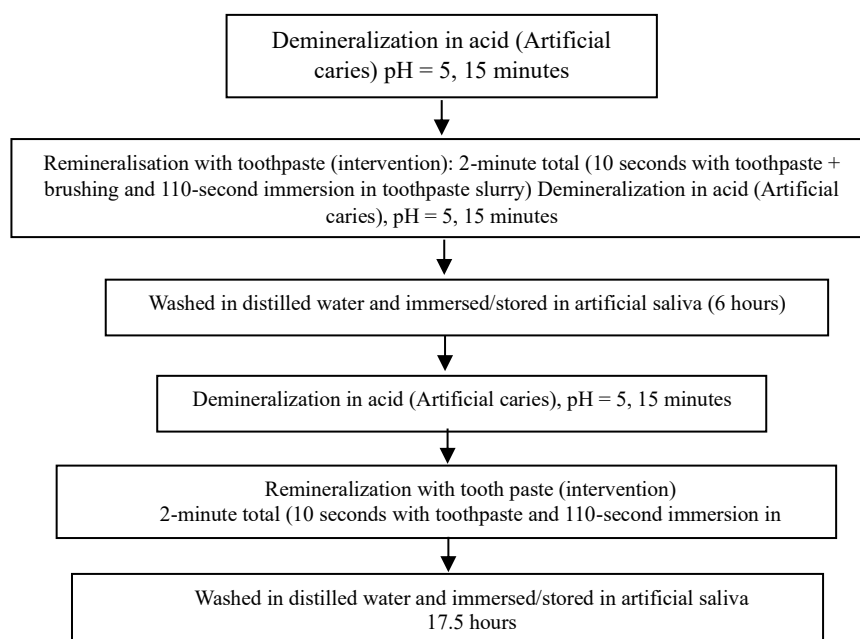 Demineralization in acid (Artificial
caries) pH = 5, 15 minutes
Remineralisation with toothpaste (intervention): 2-minute total (10 seconds with toothpaste +
brushing and 110-second immersion in toothpaste slurry) Demineralization in acid (Artificial
caries), pH = 5, 15 minutes
Washed in distilled water and immersed/stored in artificial saliva (6 hours)
Demineralization in acid (Artificial caries), pH = 5, 15 minutes
Remineralization with tooth paste (intervention)
2-minute total (10 seconds with toothpaste and 110-second immersion in
Washed in distilled water and immersed/stored in artificial saliva
17.5 hours